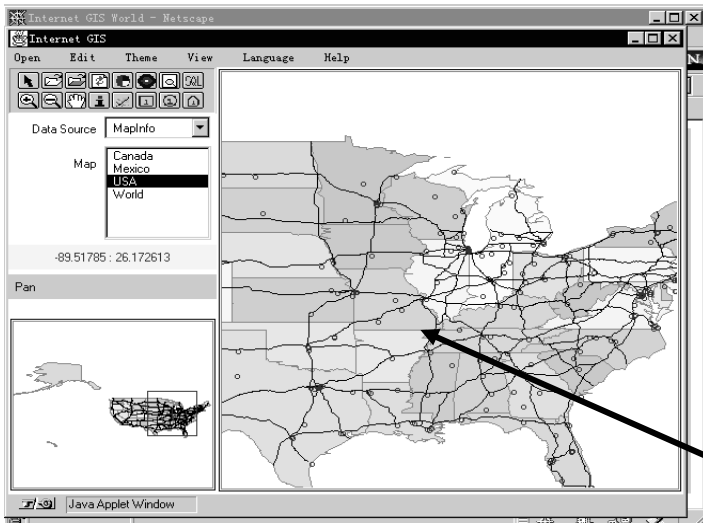 Internet GIS World - Netscape
Internet GIS
Open Edit Theme View Language Help
SQL
Data Source MapInfo
Map
Canada
Mexico
USA
World
-89.51785 : 26.172613
Pan
Java Applet Window
N